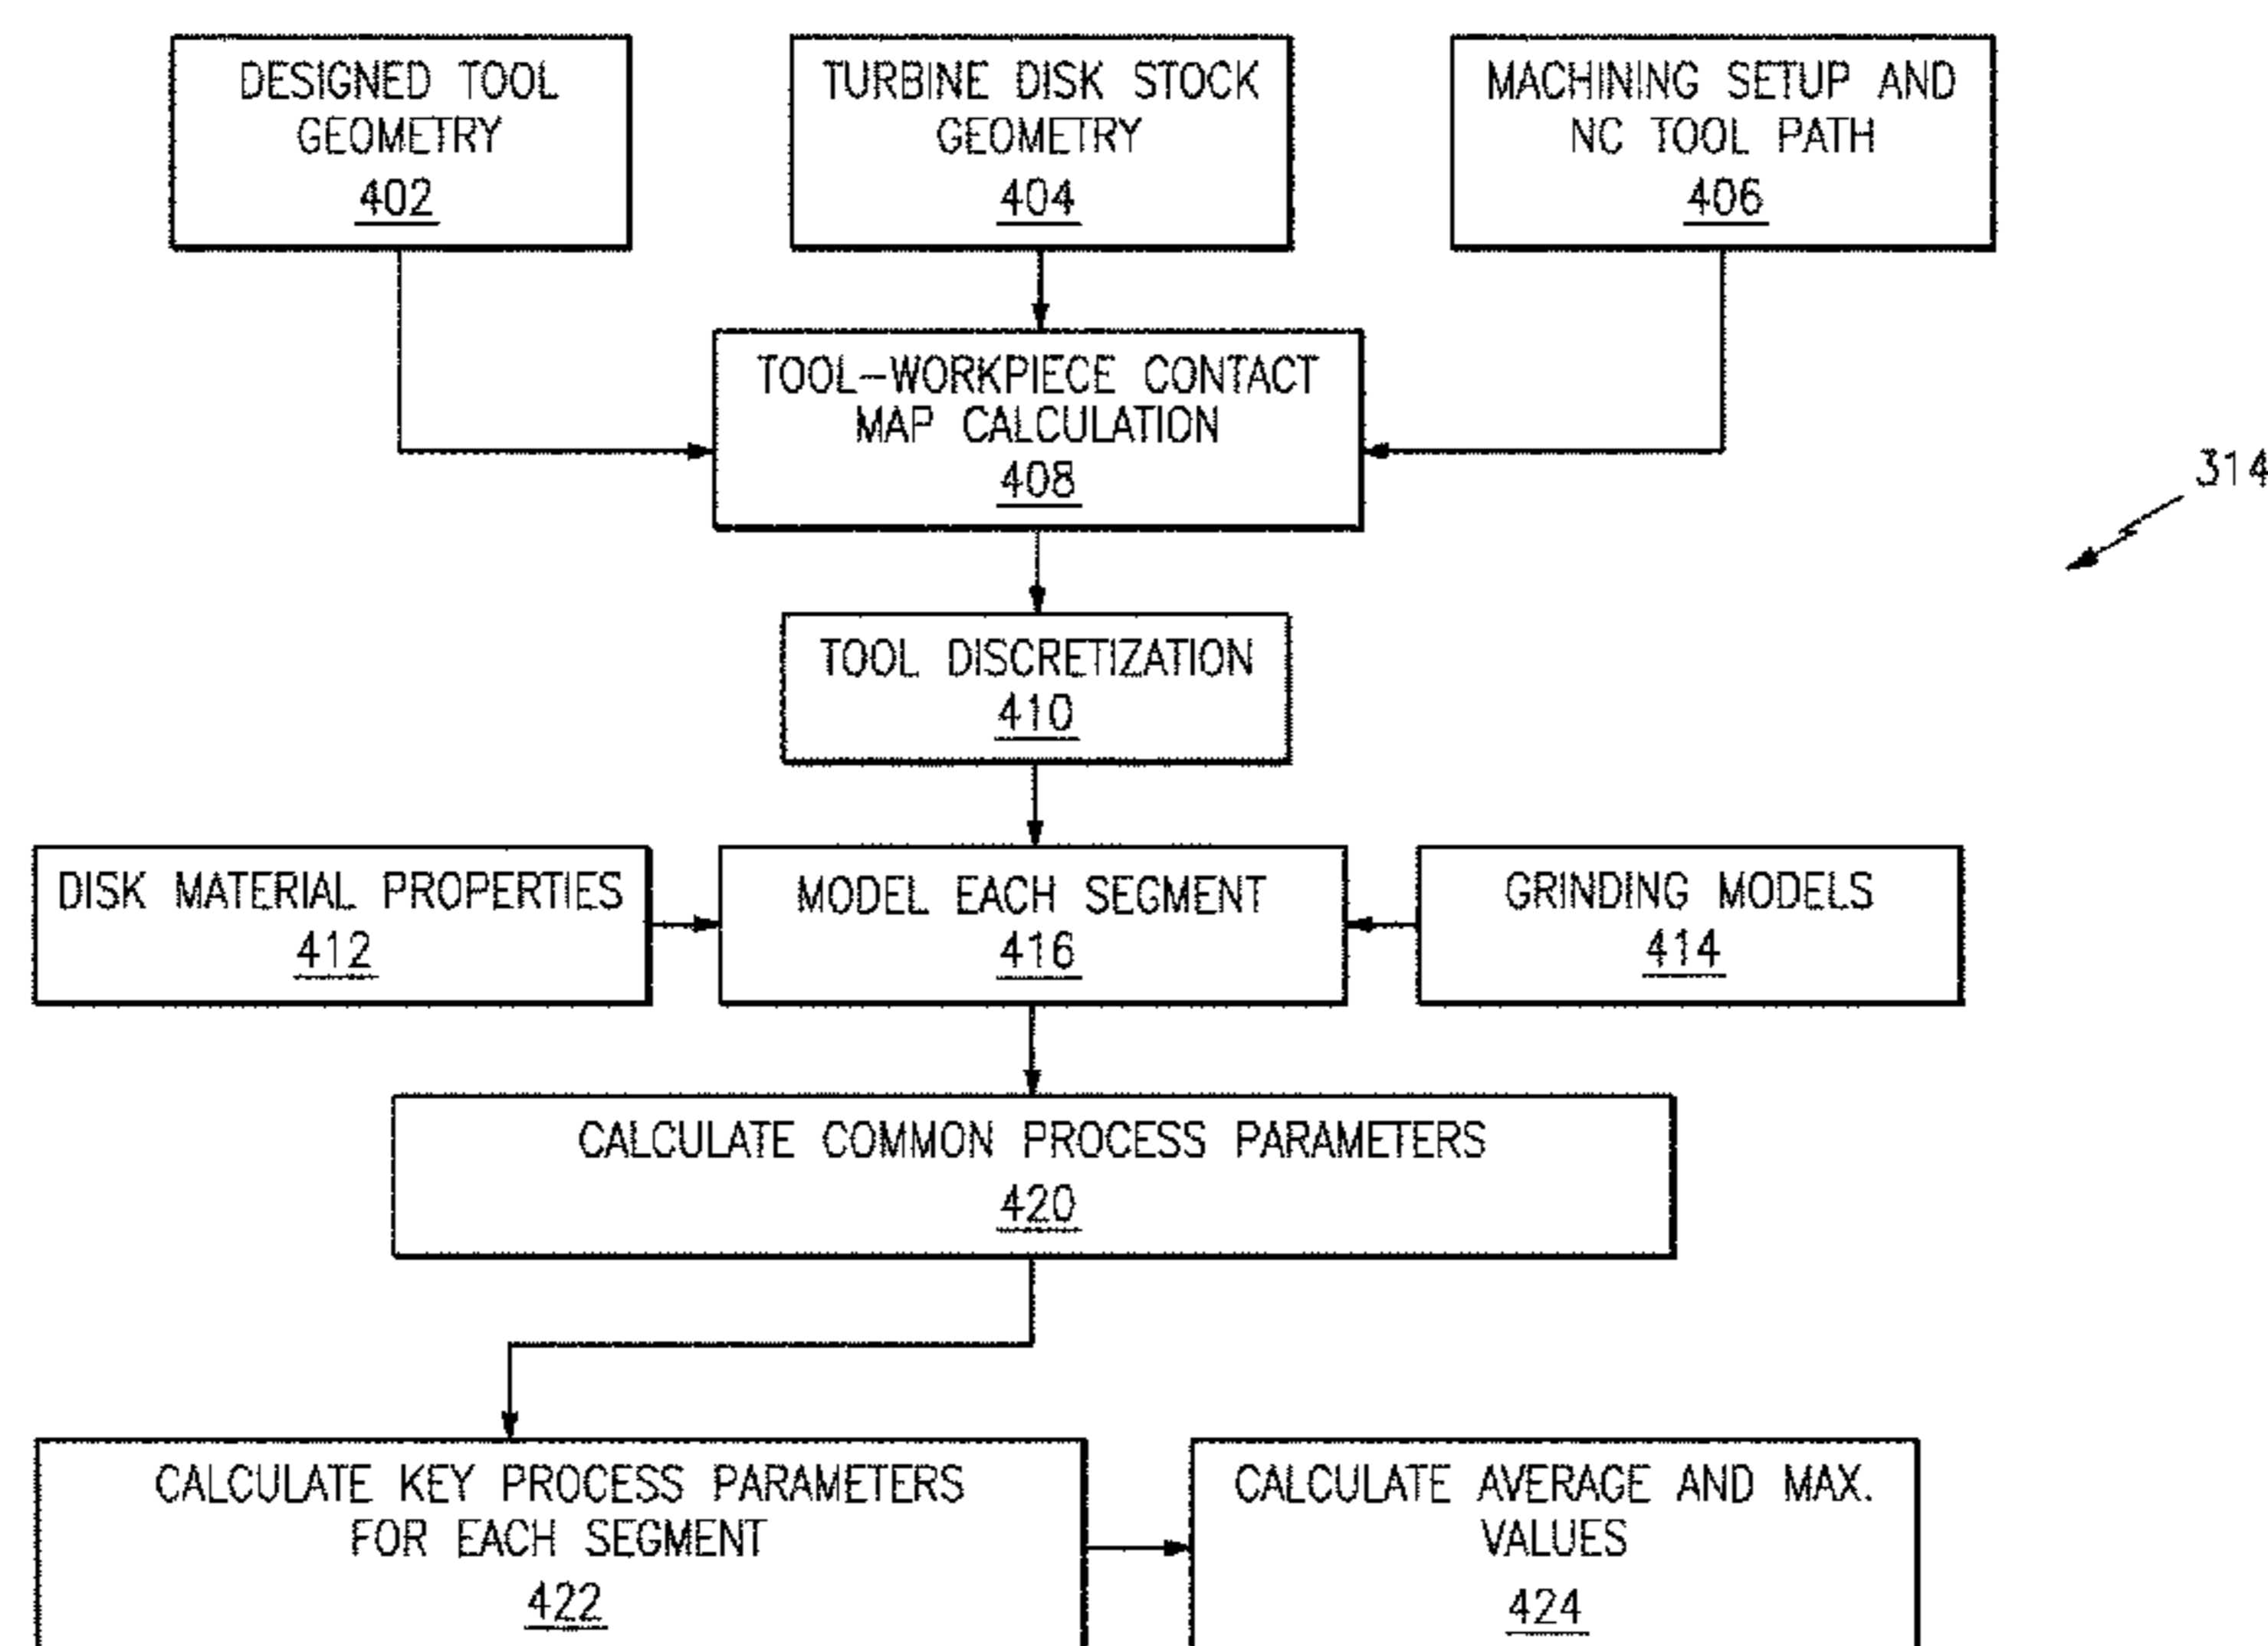 DESIGNED TOOL
GEOMETRY
402
TURBINE DISK STOCK
GEOMETRY
404
MACHINING SETUP AND
NC TOOL PATH
406
TOOL-WORKPIECE CONTACT
MAP CALCULATION
408
314
TOOL DISCRETIZATION
410
DISK MATERIAL PROPERTIES
412
MODEL EACH SEGMENT
416
GRINDING MODELS
414
CALCULATE COMMON PROCESS PARAMETERS
420
CALCULATE KEY PROCESS PARAMETERS
FOR EACH SEGMENT
422
CALCULATE AVERAGE AND MAX.
VALUES
424